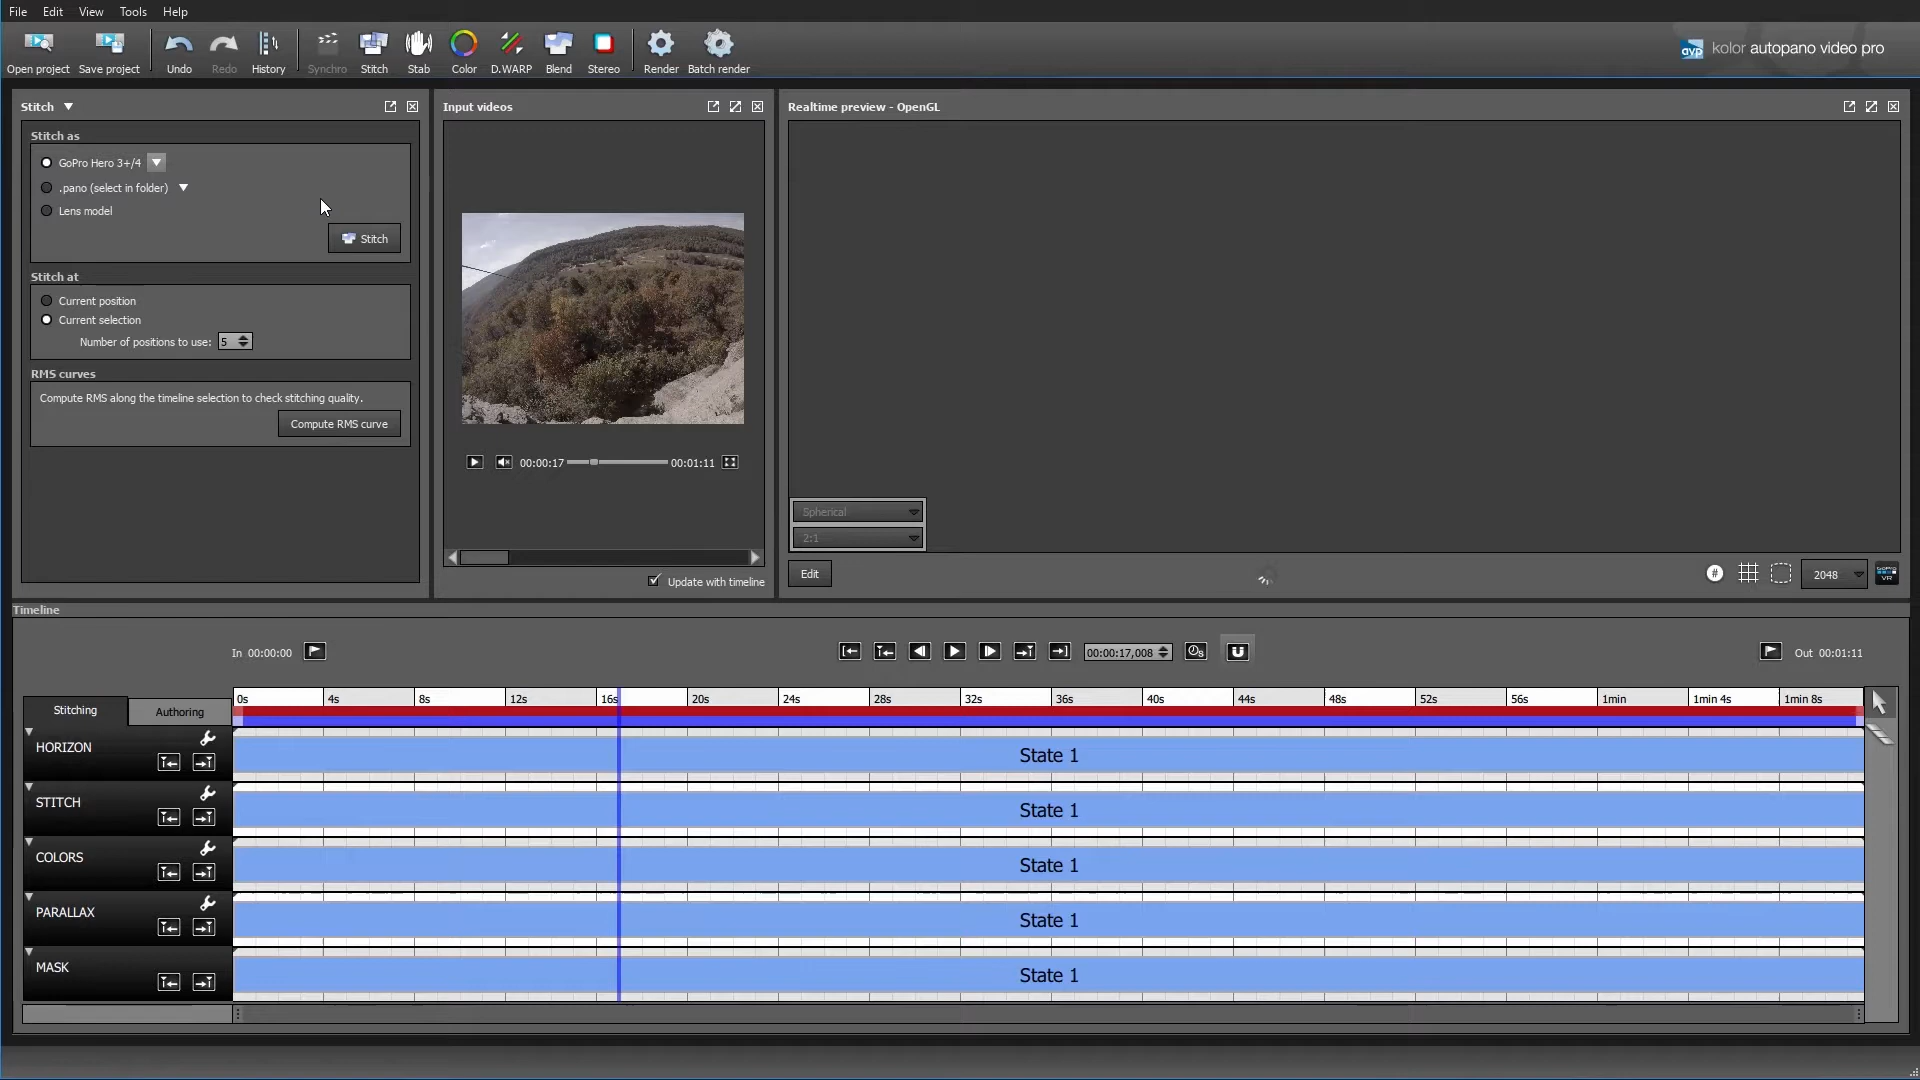 File Edit View Tools Help
Open project Save project Undo Redo History Synchro Stitch Stab Color D.WARP Blend Stereo Render Batch render
avp kolor autopano video pro
Stitch
Stitch as
GoPro Hero 3+/4
.pano (select in folder)
Lens model
Stitch
Stitch at
Current position
Current selection
Number of positions to use: 5
RMS curves
Compute RMS along the timeline selection to check stitching quality.
Compute RMS curve
Input videos
00:00:17 00:01:11
Update with timeline
Realtime preview - OpenGL
Spherical
2:1
Edit
# 2048 GoPro VR
Timeline
In 00:00:00 00:00:17,008 Out 00:01:11
Stitching Authoring
0s 4s 8s 12s 16s 20s 24s 28s 32s 36s 40s 44s 48s 52s 56s 1min 1min 4s 1min 8s
HORIZON State 1
STITCH State 1
COLORS State 1
PARALLAX State 1
MASK State 1